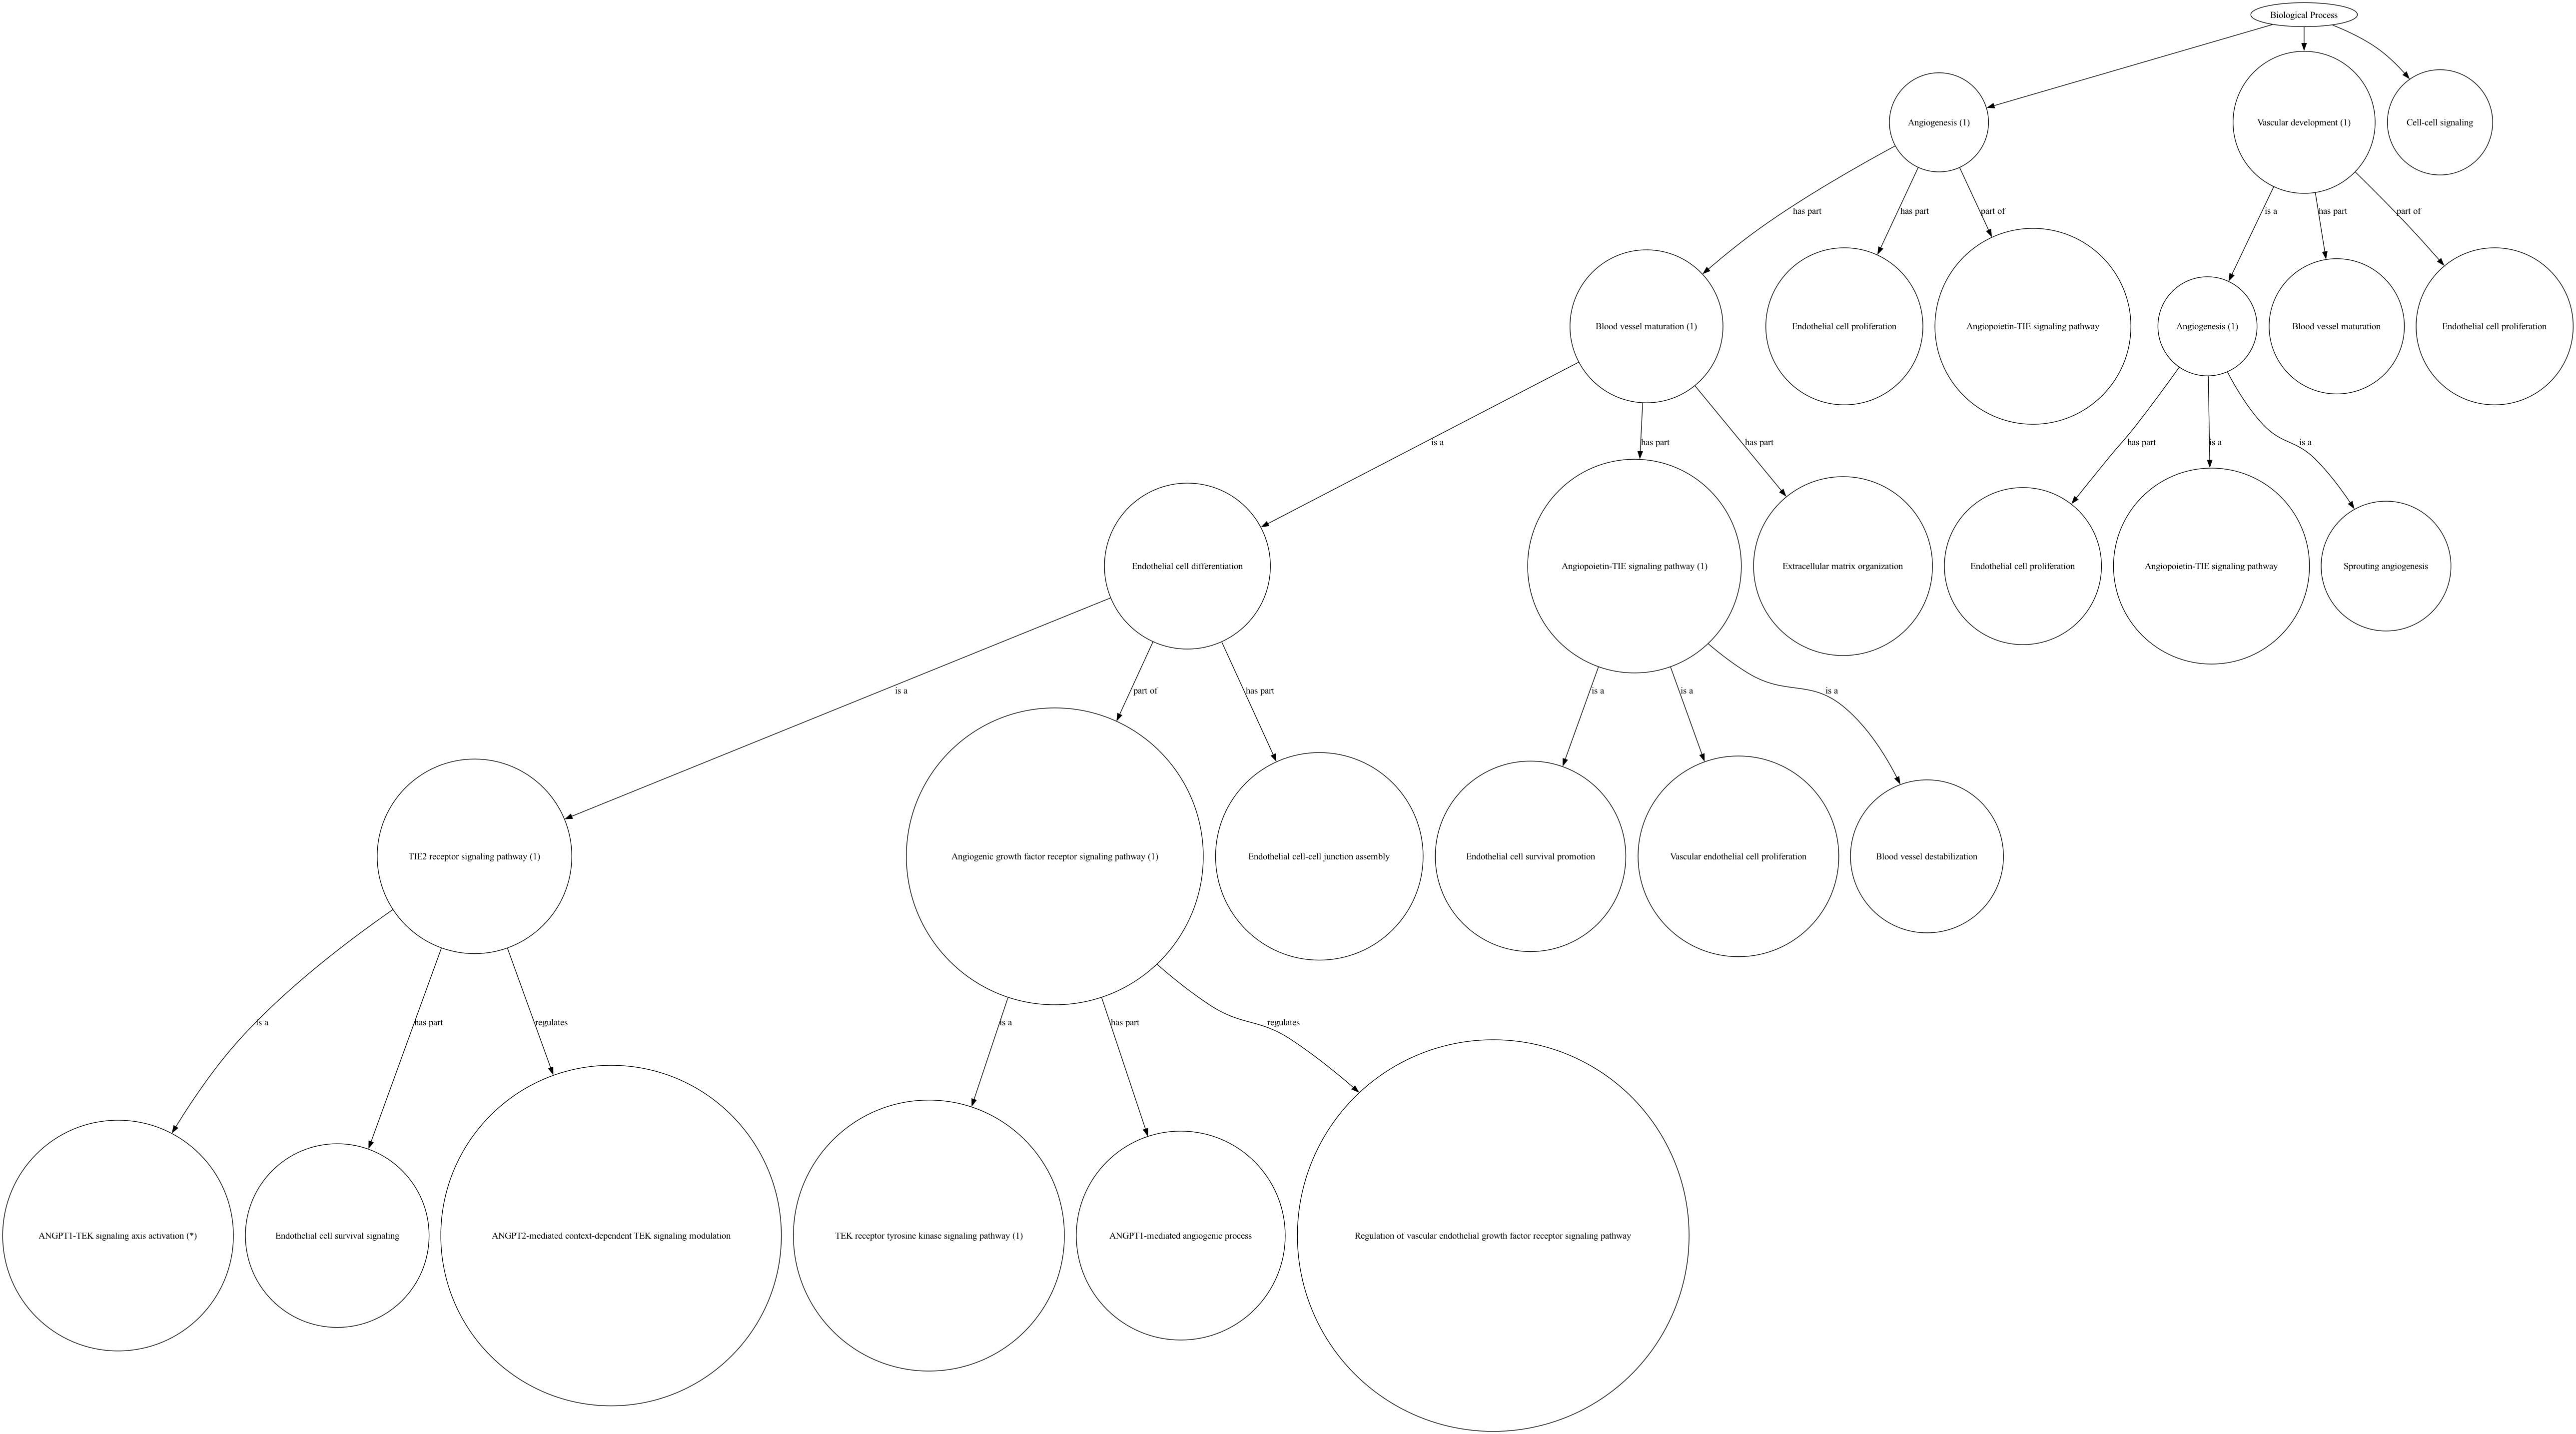 Biological Process
Angiogenesis (1)
Vascular development (1)
Cell-cell signaling
has part
has part
part of
is a
has part
part of
Blood vessel maturation (1)
Endothelial cell proliferation
Angiopoietin-TIE signaling pathway
Angiogenesis (1)
Blood vessel maturation
Endothelial cell proliferation
is a
has part
has part
has part
is a
is a
Endothelial cell differentiation
Angiopoietin-TIE signaling pathway (1)
Extracellular matrix organization
Endothelial cell proliferation
Angiopoietin-TIE signaling pathway
Sprouting angiogenesis
is a
part of
has part
is a
is a
is a
TIE2 receptor signaling pathway (1)
Angiogenic growth factor receptor signaling pathway (1)
Endothelial cell-cell junction assembly
Endothelial cell survival promotion
Vascular endothelial cell proliferation
Blood vessel destabilization
is a
has part
regulates
is a
has part
regulates
ANGPT1-TEK signaling axis activation (*)
Endothelial cell survival signaling
ANGPT2-mediated context-dependent TEK signaling modulation
TEK receptor tyrosine kinase signaling pathway (1)
ANGPT1-mediated angiogenic process
Regulation of vascular endothelial growth factor receptor signaling pathway